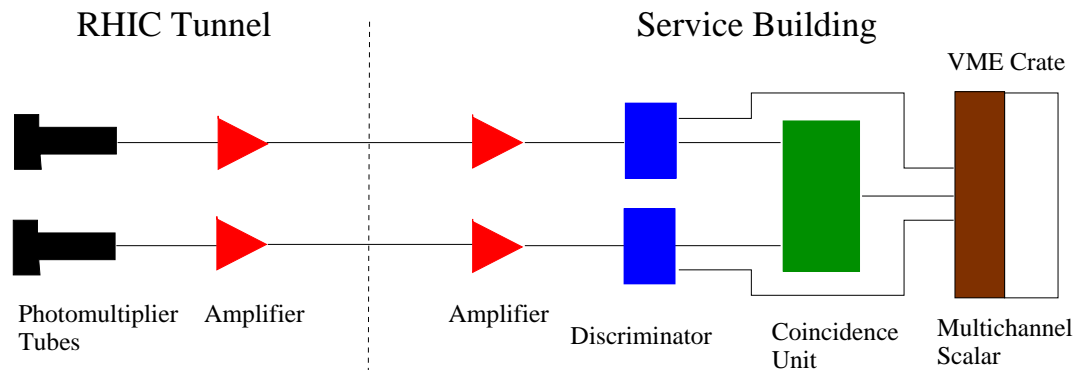 RHIC Tunnel
Service Building
VME Crate
Photomultiplier
Tubes
Amplifier
Amplifier
Discriminator
Coincidence
Unit
Multichannel
Scalar